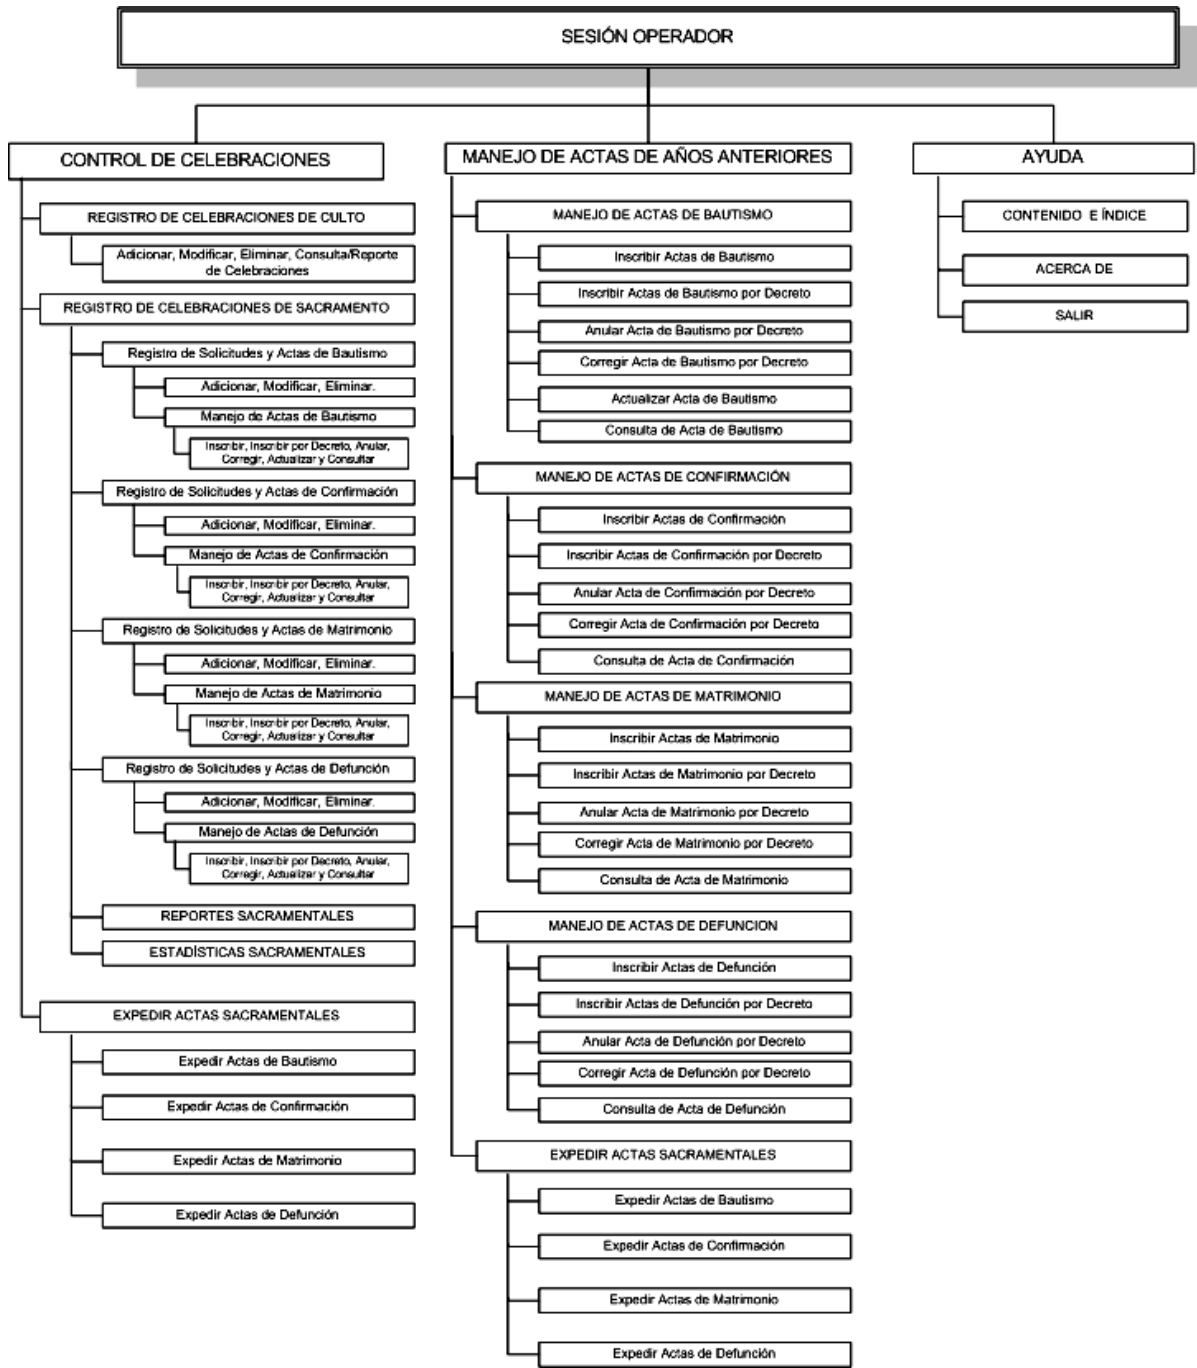 SESIÓN OPERADOR
CONTROL DE CELEBRACIONES
REGISTRO DE CELEBRACIONES DE CULTO
Adicionar, Modificar, Eliminar, Consulta/Reporte
de Celebraciones
REGISTRO DE CELEBRACIONES DE SACRAMENTO
Registro de Solicitudes y Actas de Bautismo
Adicionar, Modificar, Eliminar.
Manejo de Actas de Bautismo
Inscribir, Inscribir por Decreto, Anular,
Corregir, Actualizar y Consultar
Registro de Solicitudes y Actas de Confirmación
Adicionar, Modificar, Eliminar.
Manejo de Actas de Confirmación
Inscribir, Inscribir por Decreto, Anular,
Corregir, Actualizar y Consultar
Registro de Solicitudes y Actas de Matrimonio
Adicionar, Modificar, Eliminar.
Manejo de Actas de Matrimonio
Inscribir, Inscribir por Decreto, Anular,
Corregir, Actualizar y Consultar
Registro de Solicitudes y Actas de Defunción
Adicionar, Modificar, Eliminar.
Manejo de Actas de Defunción
Inscribir, Inscribir por Decreto, Anular,
Corregir, Actualizar y Consultar
REPORTES SACRAMENTALES
ESTADÍSTICAS SACRAMENTALES
EXPEDIR ACTAS SACRAMENTALES
Expedir Actas de Bautismo
Expedir Actas de Confirmación
Expedir Actas de Matrimonio
Expedir Actas de Defunción
MANEJO DE ACTAS DE AÑOS ANTERIORES
MANEJO DE ACTAS DE BAUTISMO
Inscribir Actas de Bautismo
Inscribir Actas de Bautismo por Decreto
Anular Acta de Bautismo por Decreto
Corregir Acta de Bautismo por Decreto
Actualizar Acta de Bautismo
Consulta de Acta de Bautismo
MANEJO DE ACTAS DE CONFIRMACIÓN
Inscribir Actas de Confirmación
Inscribir Actas de Confirmación por Decreto
Anular Acta de Confirmación por Decreto
Corregir Acta de Confirmación por Decreto
Consulta de Acta de Confirmación
MANEJO DE ACTAS DE MATRIMONIO
Inscribir Actas de Matrimonio
Inscribir Actas de Matrimonio por Decreto
Anular Acta de Matrimonio por Decreto
Corregir Acta de Matrimonio por Decreto
Consulta de Acta de Matrimonio
MANEJO DE ACTAS DE DEFUNCION
Inscribir Actas de Defunción
Inscribir Actas de Defunción por Decreto
Anular Acta de Defunción por Decreto
Corregir Acta de Defunción por Decreto
Consulta de Acta de Defunción
EXPEDIR ACTAS SACRAMENTALES
Expedir Actas de Bautismo
Expedir Actas de Confirmación
Expedir Actas de Matrimonio
Expedir Actas de Defunción
AYUDA
CONTENIDO E ÍNDICE
ACERCA DE
SALIR